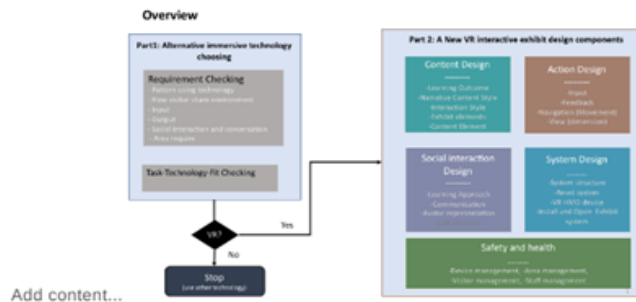 Overview
Part1: Alternative immersive technology
choosing
Requirement Checking
- Pattern using technology
- How visitor share environment
- Input
- Output
- Social interaction and conversation
- Area require
Task-Technology-Fit Checking
VR?
Yes
No
Stop
(use other technology)
Part 2: A New VR interactive exhibit design components
Content Design
-Learning Outcome
-Narrative Content Style
-Interaction Style
-Exhibit elements
-Content Element
Action Design
-Input
-Feedback
-Navigation (Movement)
-View (dimension)
Social interaction
Design
-Learning Approach
-Communication
-Avatar representation
System Design
-System structure
-Reset system
-VR HMD device
-Install and Open Exhibit
system
Safety and health
-Device management, -Area management,
-Visitor management, -Staff management
Add content...